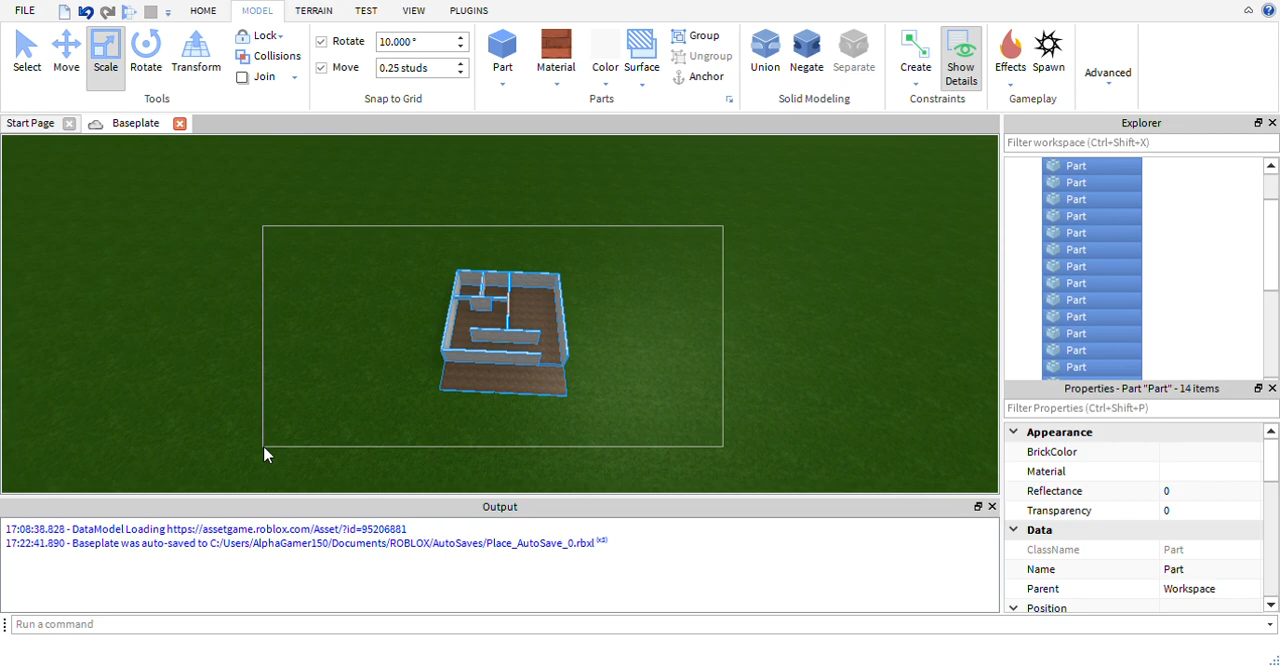 FILE HOME MODEL TERRAIN TEST VIEW PLUGINS
Select Move Scale Rotate Transform
Lock
Collisions
Join
Tools
Rotate 10.000 °
Move 0.25 studs
Snap to Grid
Part Material Color Surface
Group
Ungroup
Anchor
Parts
Union Negate Separate
Solid Modeling
Create Show Details
Constraints
Effects Spawn
Gameplay
Advanced
Start Page Baseplate
Explorer
Filter workspace (Ctrl+Shift+X)
Part
Part
Part
Part
Part
Part
Part
Part
Part
Part
Part
Part
Part
Properties - Part "Part" - 14 items
Filter Properties (Ctrl+Shift+P)
Appearance
BrickColor
Material
Reflectance 0
Transparency 0
Data
ClassName Part
Name Part
Parent Workspace
Position
Output
17:08:38.828 - DataModel Loading https://assetgame.roblox.com/Asset/?id=95206881
17:22:41.890 - Baseplate was auto-saved to C:/Users/AlphaGamer150/Documents/ROBLOX/AutoSaves/Place_AutoSave_0.rbxl (x3)
Run a command